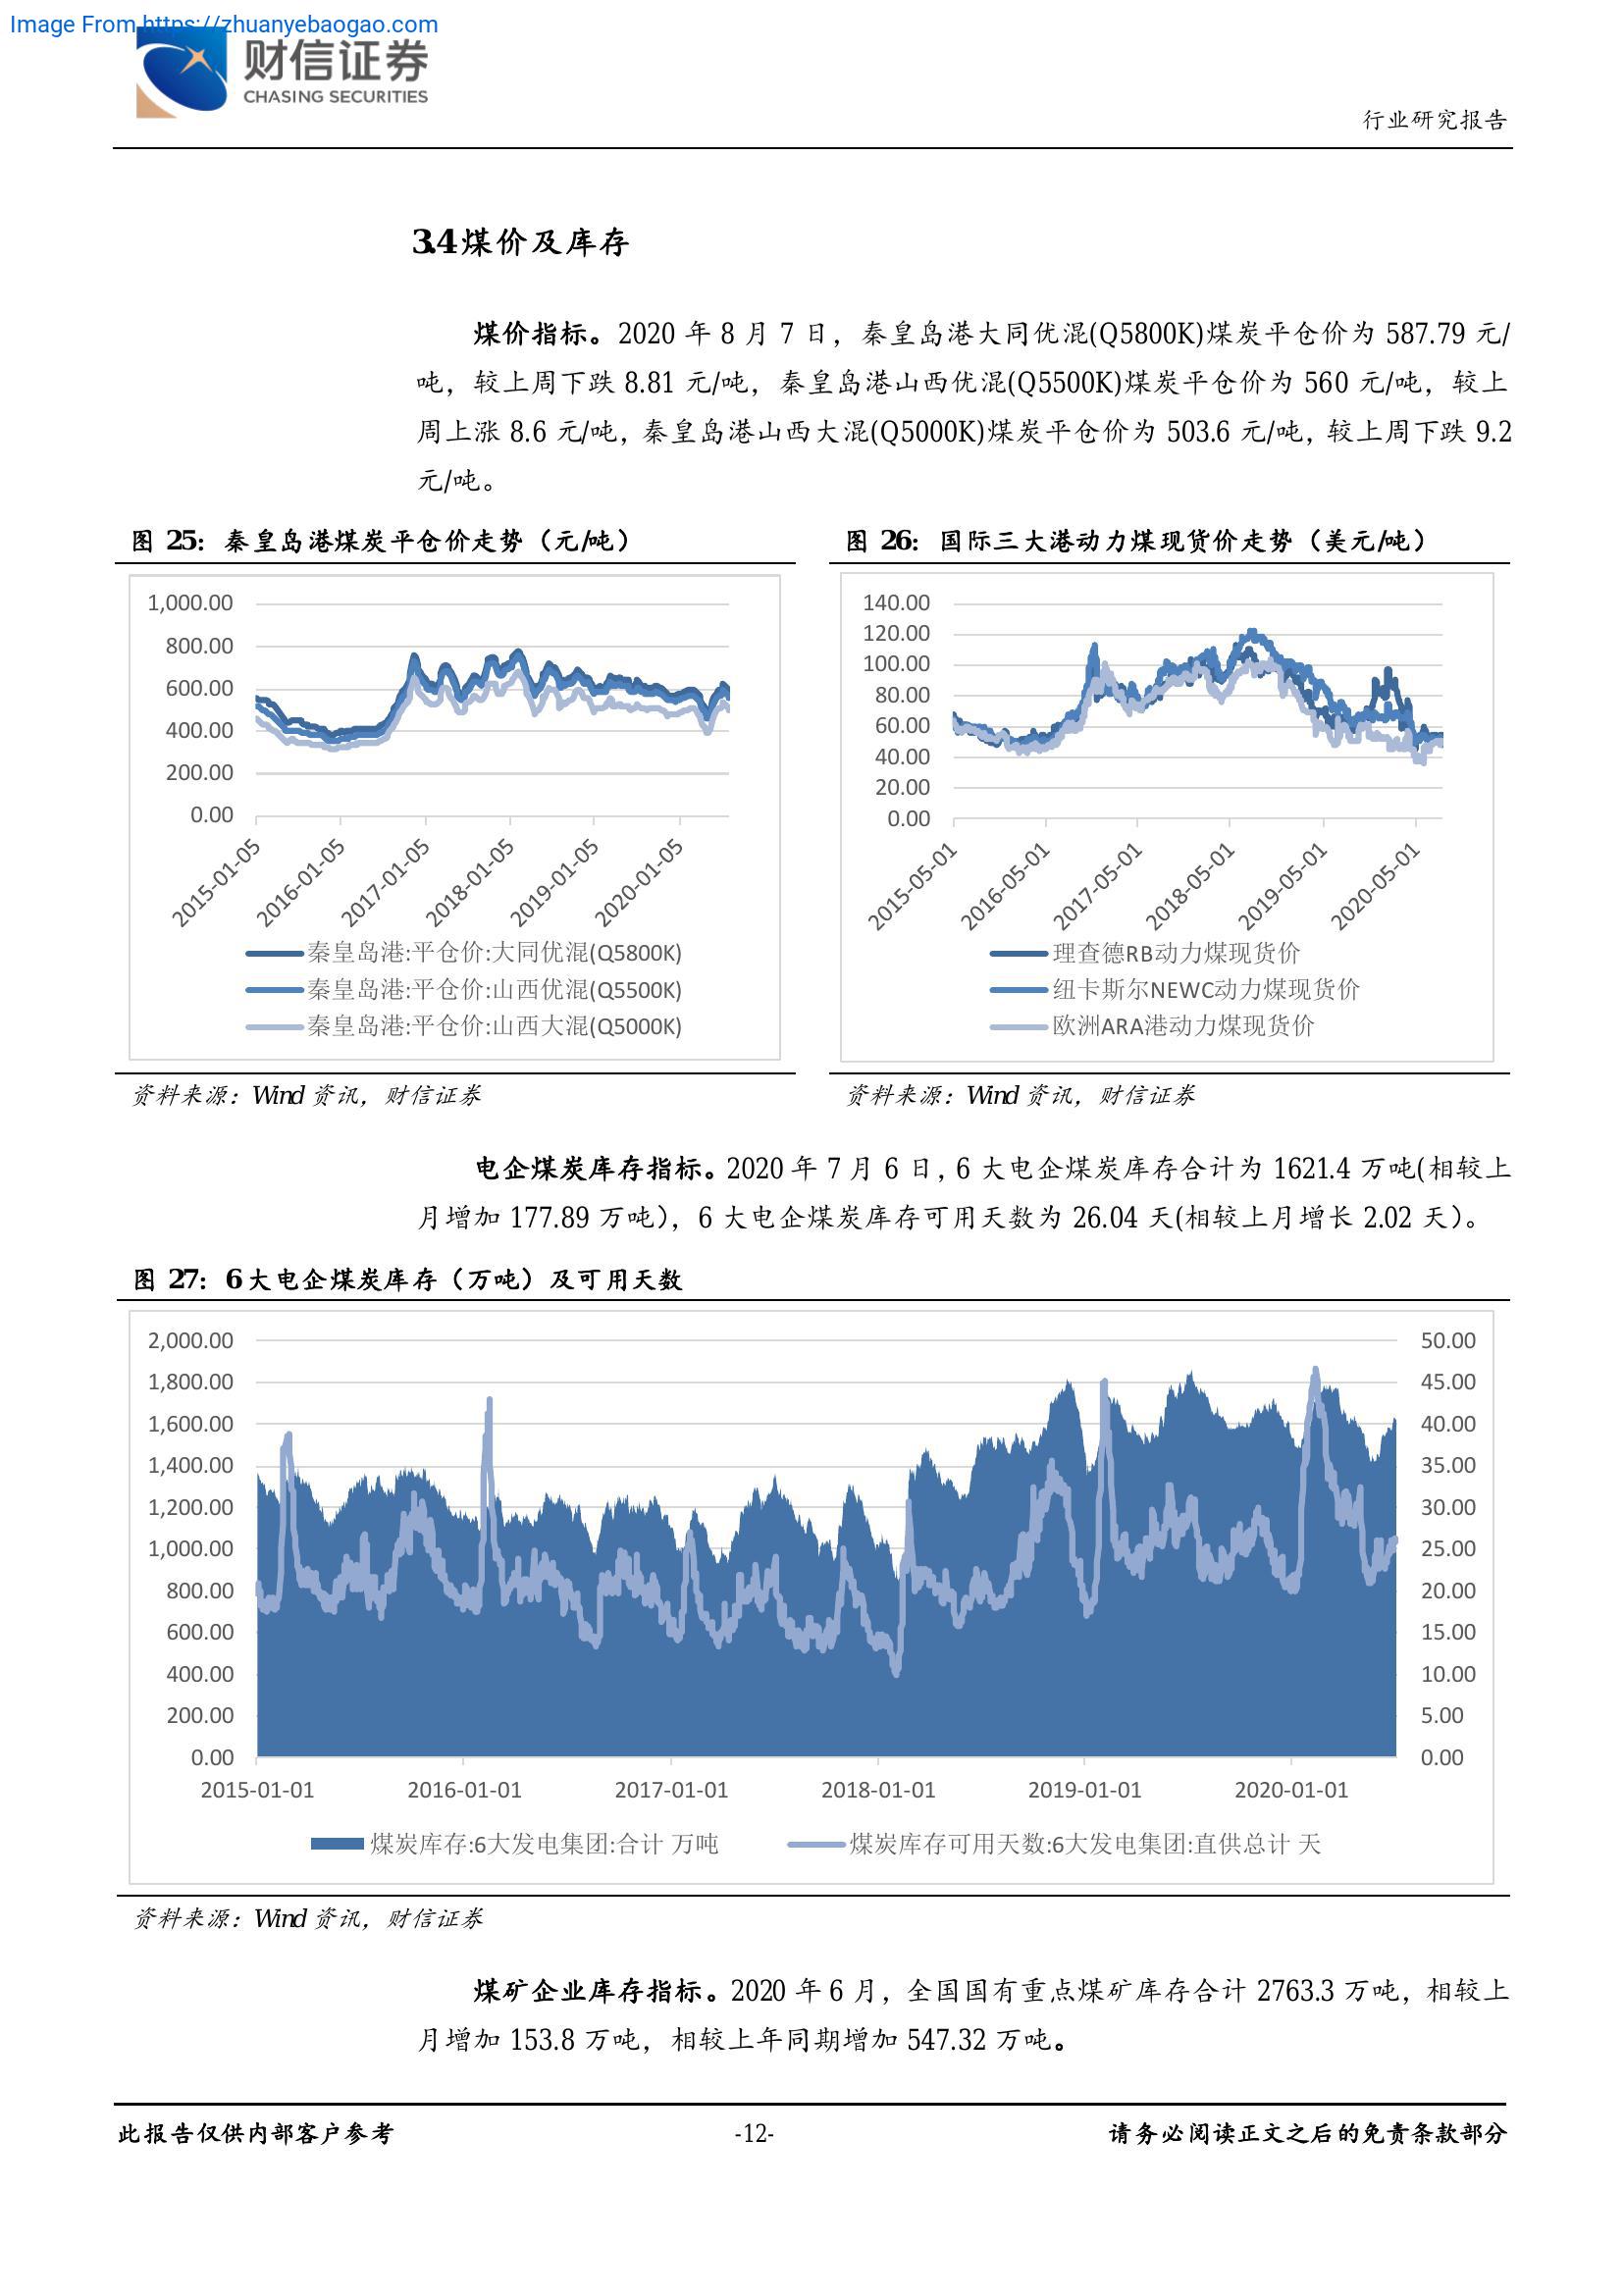 Image From https://zhuanyebaogao.com
财信证券
CHASING SECURITIES
行业研究报告
3.4 煤价及库存
煤价指标。2020 年 8 月 7 日，秦皇岛港大同优混(Q5800K)煤炭平仓价为 587.79 元/
吨，较上周下跌 8.81 元/吨，秦皇岛港山西优混(Q5500K)煤炭平仓价为 560 元/吨，较上
周上涨 8.6 元/吨，秦皇岛港山西大混(Q5000K)煤炭平仓价为 503.6 元/吨，较上周下跌 9.2
元/吨。
图 25：秦皇岛港煤炭平仓价走势（元/吨）
1,000.00
800.00
600.00
400.00
200.00
0.00
2015-01-05
2016-01-05
2017-01-05
2018-01-05
2019-01-05
2020-01-05
秦皇岛港:平仓价:大同优混(Q5800K)
秦皇岛港:平仓价:山西优混(Q5500K)
秦皇岛港:平仓价:山西大混(Q5000K)
资料来源：Wind 资讯，财信证券
图 26：国际三大港动力煤现货价走势（美元/吨）
140.00
120.00
100.00
80.00
60.00
40.00
20.00
0.00
2015-05-01
2016-05-01
2017-05-01
2018-05-01
2019-05-01
2020-05-01
理查德RB动力煤现货价
纽卡斯尔NEWC动力煤现货价
欧洲ARA港动力煤现货价
资料来源：Wind 资讯，财信证券
电企煤炭库存指标。2020 年 7 月 6 日，6 大电企煤炭库存合计为 1621.4 万吨(相较上
月增加 177.89 万吨)，6 大电企煤炭库存可用天数为 26.04 天(相较上月增长 2.02 天)。
图 27：6 大电企煤炭库存（万吨）及可用天数
2,000.00
1,800.00
1,600.00
1,400.00
1,200.00
1,000.00
800.00
600.00
400.00
200.00
0.00
50.00
45.00
40.00
35.00
30.00
25.00
20.00
15.00
10.00
5.00
0.00
2015-01-01
2016-01-01
2017-01-01
2018-01-01
2019-01-01
2020-01-01
煤炭库存:6大发电集团:合计 万吨
煤炭库存可用天数:6大发电集团:直供总计 天
资料来源：Wind 资讯，财信证券
煤矿企业库存指标。2020 年 6 月，全国国有重点煤矿库存合计 2763.3 万吨，相较上
月增加 153.8 万吨，相较上年同期增加 547.32 万吨。
此报告仅供内部客户参考
-12-
请务必阅读正文之后的免责条款部分